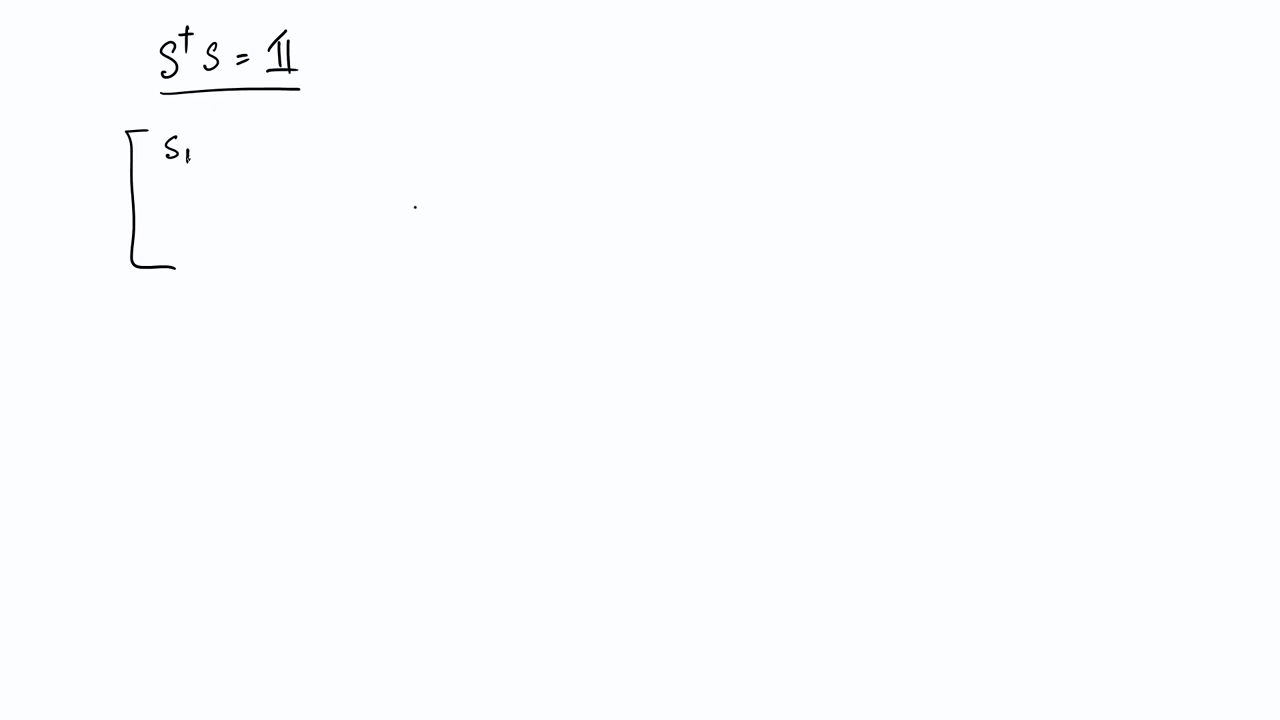 S† S = 𝟙
[ S₁